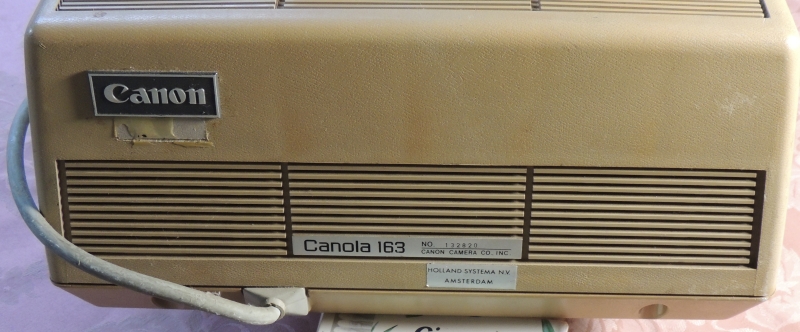 Canon
Canola 163
NO. 132820
CANON CAMERA CO., INC.
HOLLAND SYSTEMA N.V.
AMSTERDAM